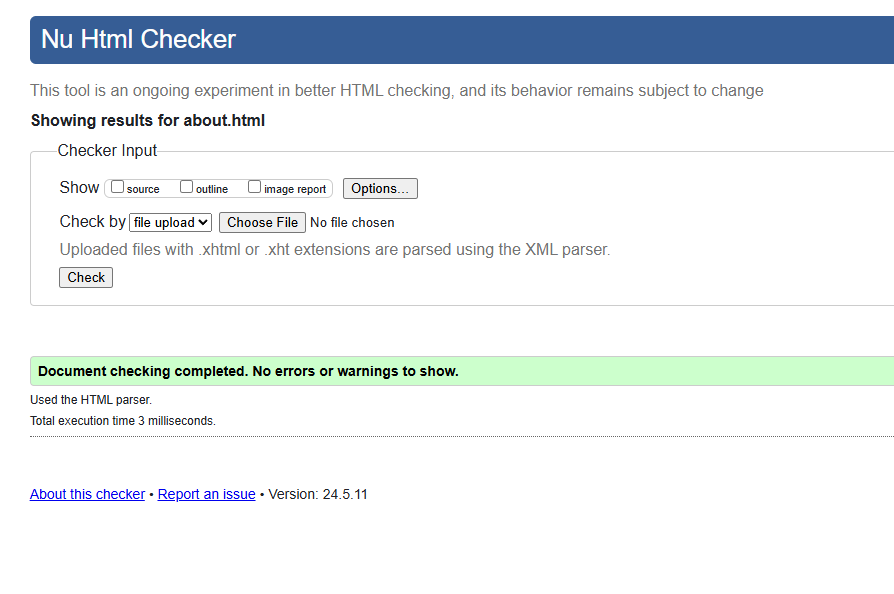 Nu Html Checker
This tool is an ongoing experiment in better HTML checking, and its behavior remains subject to change
Showing results for about.html
Checker Input
Show source outline image report Options...
Check by file upload Choose File No file chosen
Uploaded files with .xhtml or .xht extensions are parsed using the XML parser.
Check
Document checking completed. No errors or warnings to show.
Used the HTML parser.
Total execution time 3 milliseconds.
About this checker • Report an issue • Version: 24.5.11